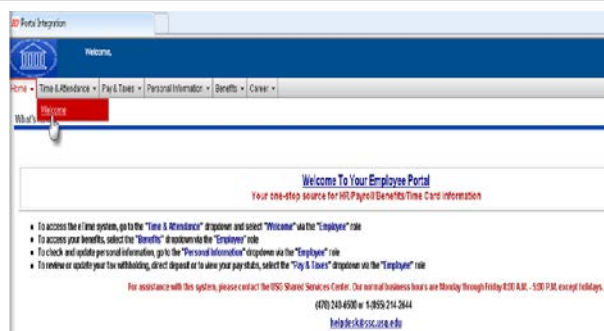 Portal Integration
Welcome,
Home Time & Attendance Pay & Taxes Personal Information Benefits Career
Welcome
What's
Welcome To Your Employee Portal
Your one-stop source for HR/Payroll/Benefits/Time Card information
To access the eTime system, go to the "Time & Attendance" dropdown and select "Welcome" via the "Employee" role
To access your benefits, select the "Benefits" dropdown via the "Employee" role
To check and update personal information, go to the "Personal Information" dropdown via the "Employee" role
To review or update your tax withholding, direct deposit or to view your pay stubs, select the "Pay & Taxes" dropdown via the "Employee" role
For assistance with this system, please contact the USG Shared Services Center. Our normal business hours are Monday through Friday 8:00 A.M. - 5:00 P.M. except holidays.
(478) 240-6500 or 1-(855) 214-2644
helpdesk@ssc.usg.edu